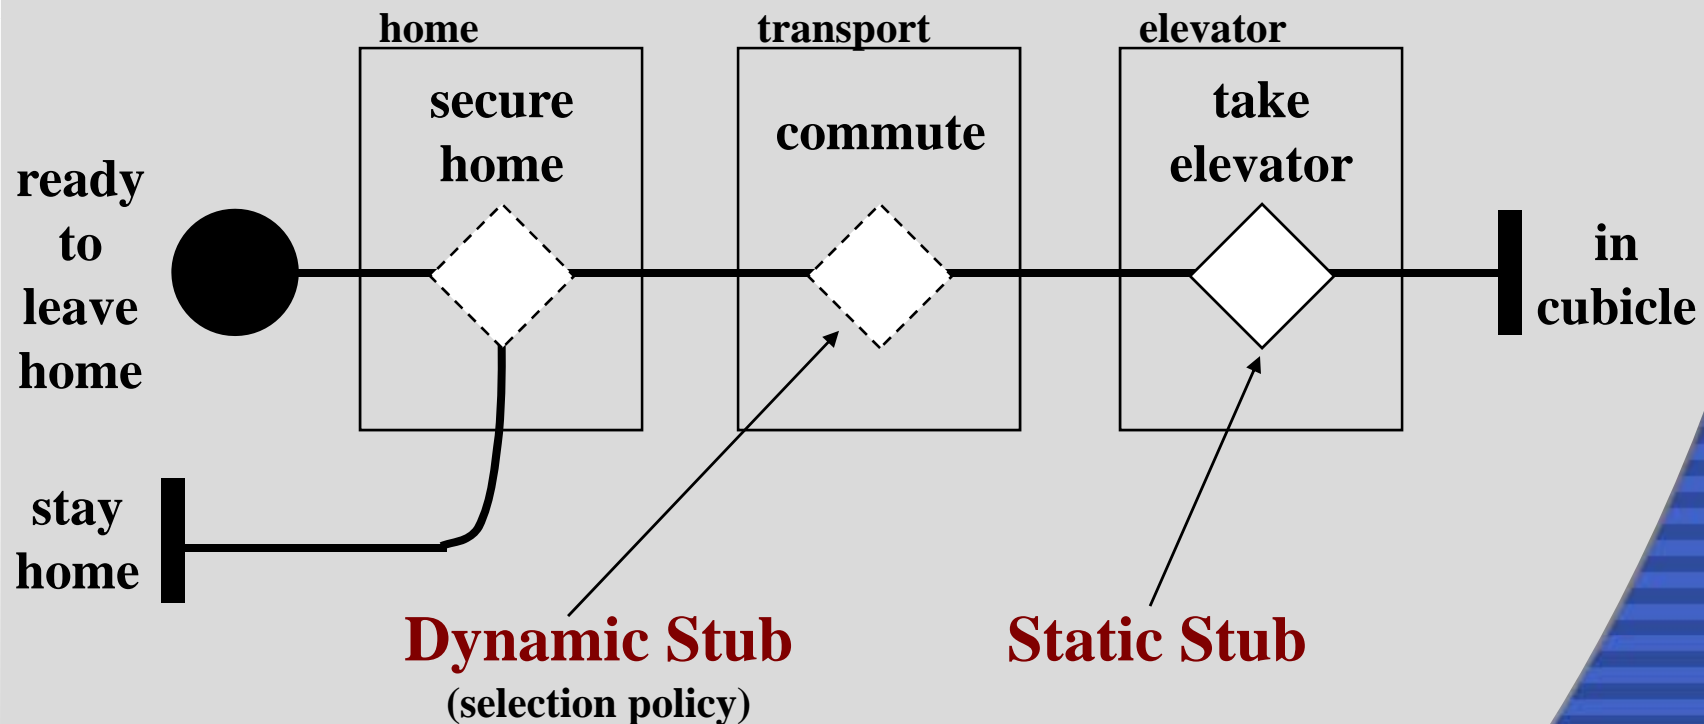 home
transport
elevator
secure
home
commute
take
elevator
ready
to
leave
home
in
cubicle
stay
home
Dynamic Stub
(selection policy)
Static Stub